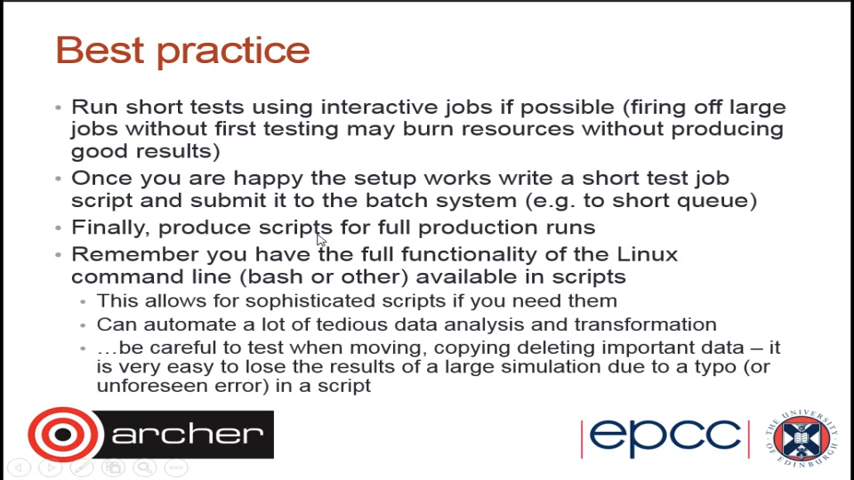 Best practice
• Run short tests using interactive jobs if possible (firing off large
jobs without first testing may burn resources without producing
good results)
• Once you are happy the setup works write a short test job
script and submit it to the batch system (e.g. to short queue)
• Finally, produce scripts for full production runs
• Remember you have the full functionality of the Linux
command line (bash or other) available in scripts
• This allows for sophisticated scripts if you need them
• Can automate a lot of tedious data analysis and transformation
• …be careful to test when moving, copying deleting important data – it
is very easy to lose the results of a large simulation due to a typo (or
unforeseen error) in a script
archer
epcc
THE UNIVERSITY
OF EDINBURGH